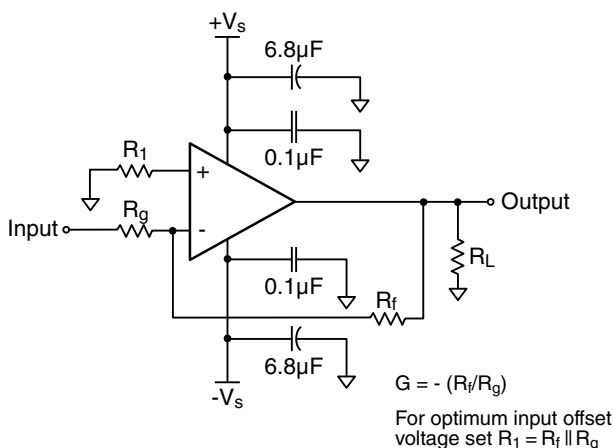 +Vs
6.8µF
R1
+
0.1µF
Input
Rg
-
Output
0.1µF
RL
Rf
6.8µF
-Vs
G = - (Rf/Rg)
For optimum input offset
voltage set R1 = Rf || Rg